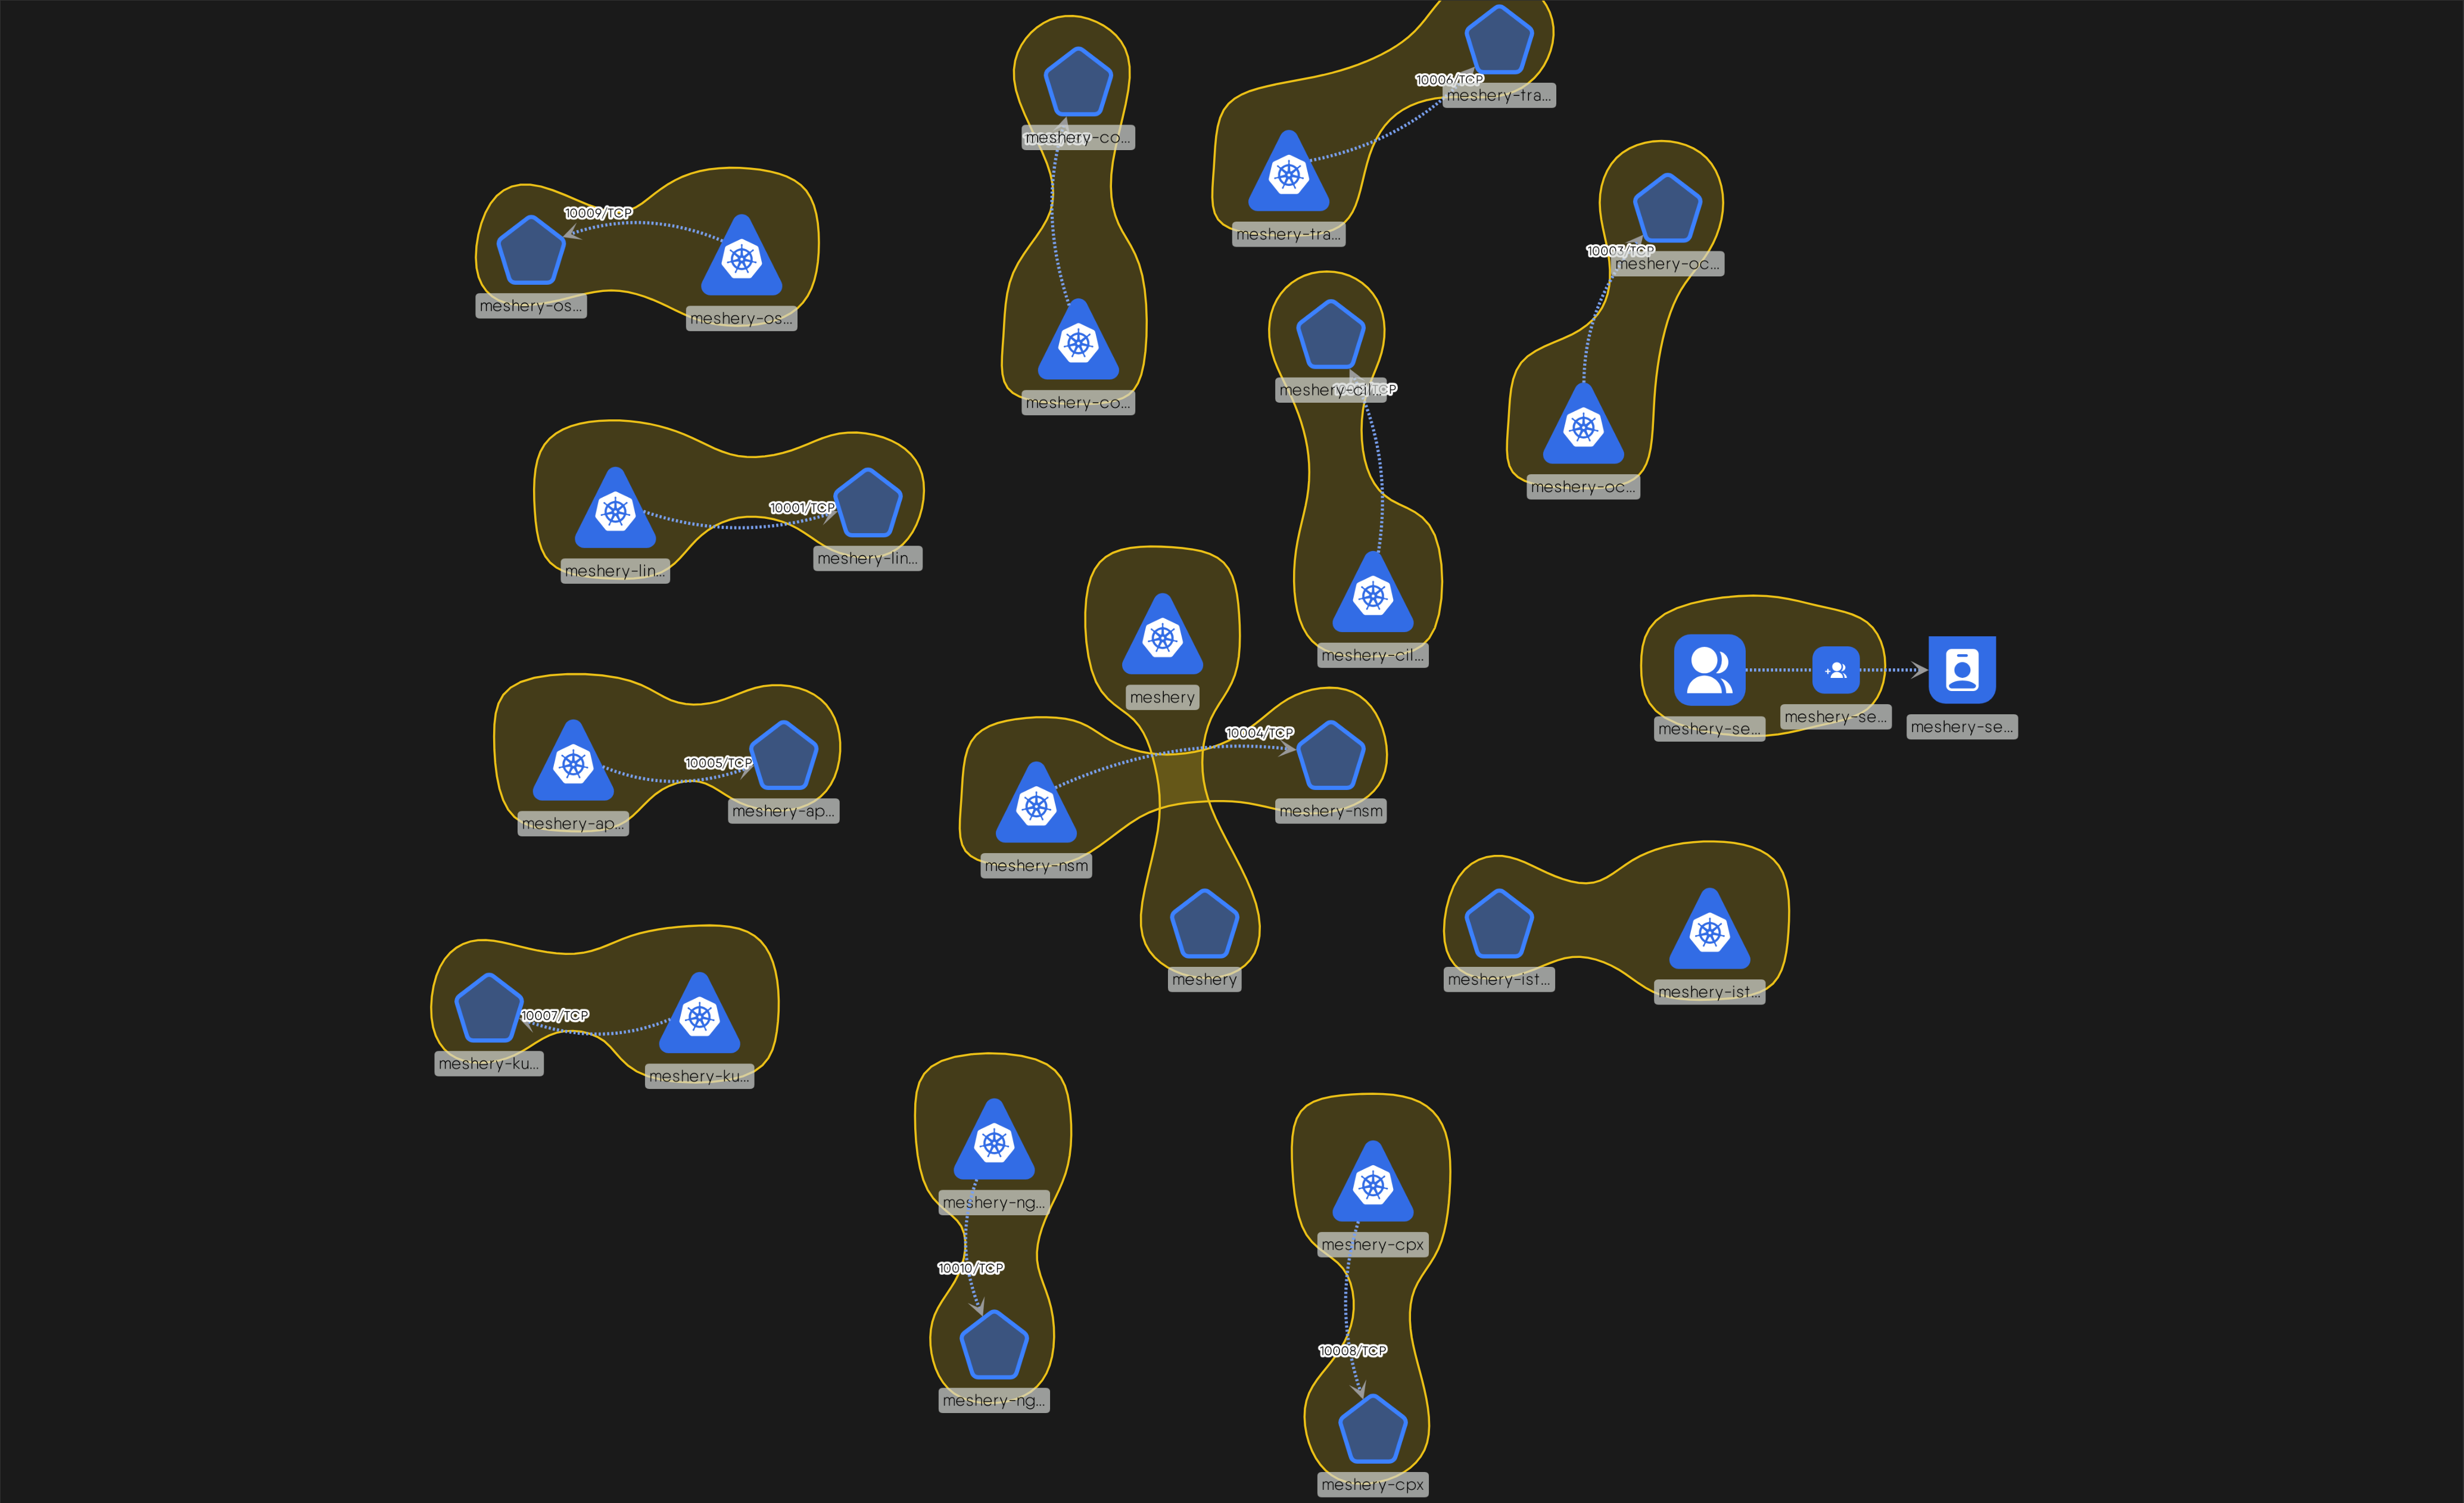 10006/TCP
meshery-tra...
meshery-co...
meshery-tra...
10009/TCP
meshery-os...
meshery-os...
10003/TCP
meshery-oc...
meshery-co...
meshery-cil...
meshery-oc...
10001/TCP
meshery-lin...
meshery-lin...
meshery-cil...
meshery
meshery-se...
meshery-se...
meshery-se...
10004/TCP
10005/TCP
meshery-ap...
meshery-ap...
meshery-nsm
meshery-nsm
meshery
meshery-ist...
meshery-ist...
10007/TCP
meshery-ku...
meshery-ku...
meshery-ng...
meshery-cpx
10010/TCP
10008/TCP
meshery-ng...
meshery-cpx